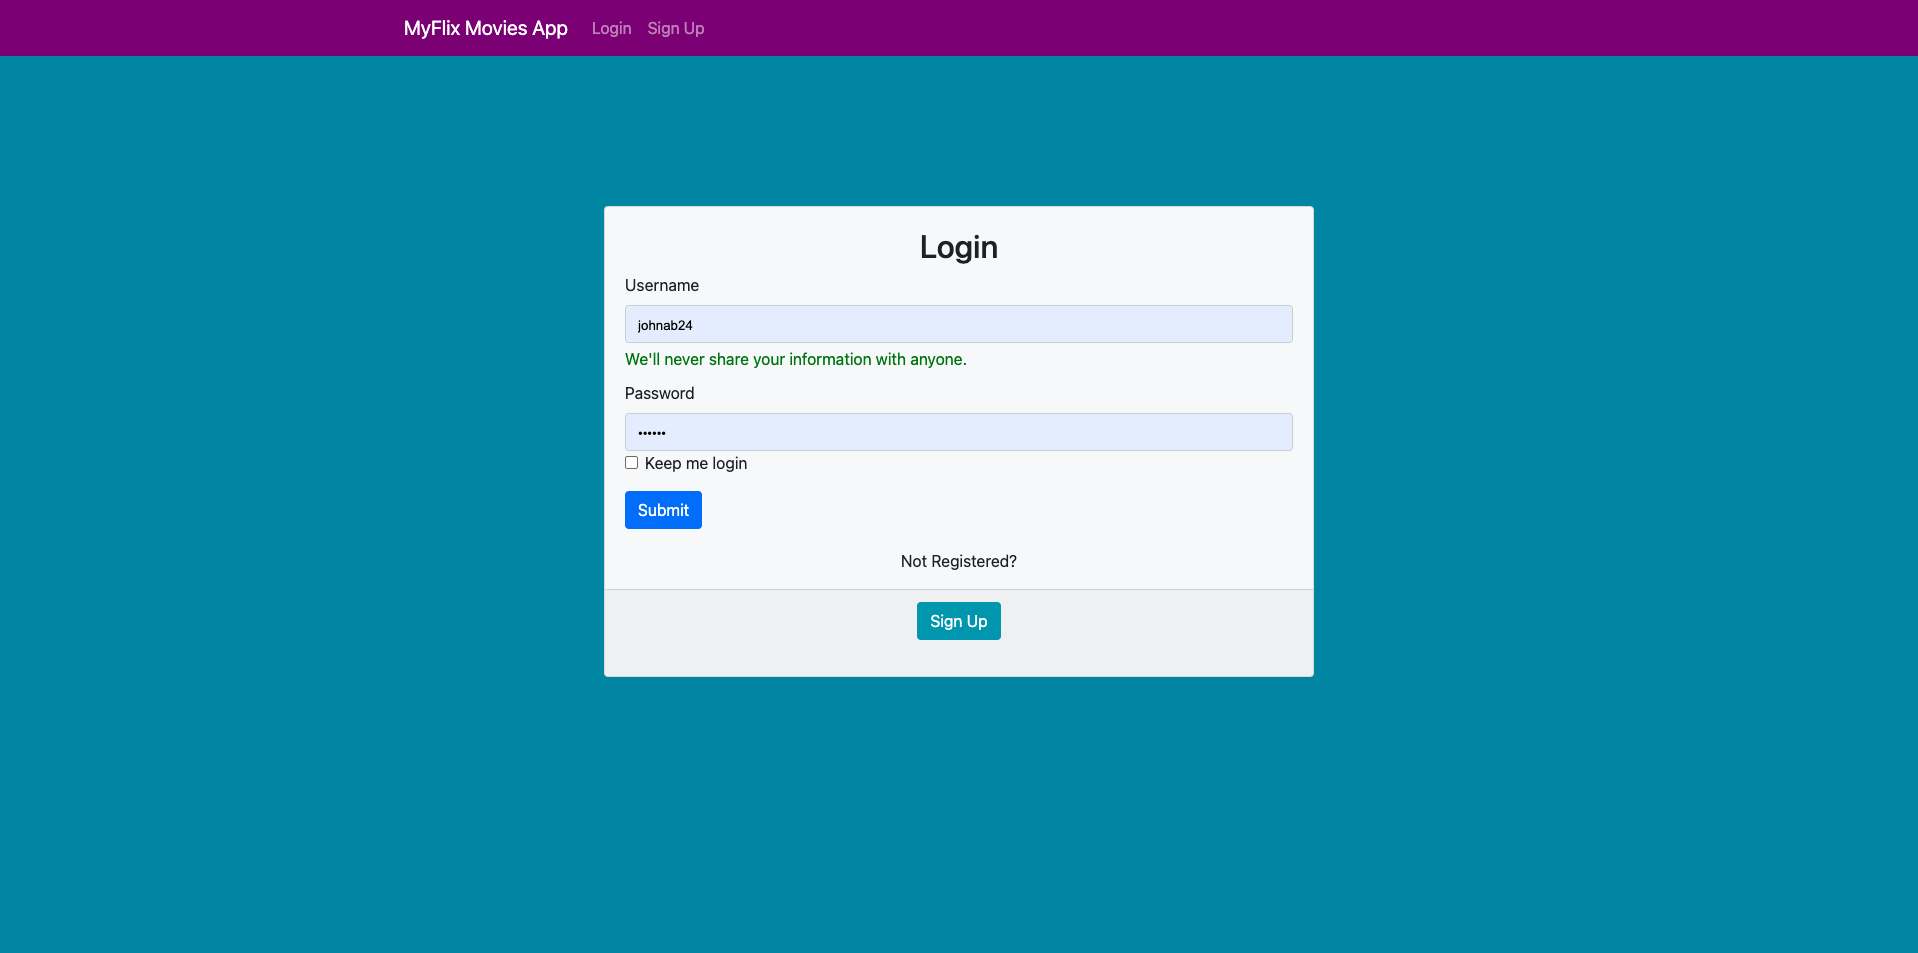 MyFlix Movies App Login Sign Up
Login
Username
johnab24
We'll never share your information with anyone.
Password
••••••
Keep me login
Submit
Not Registered?
Sign Up